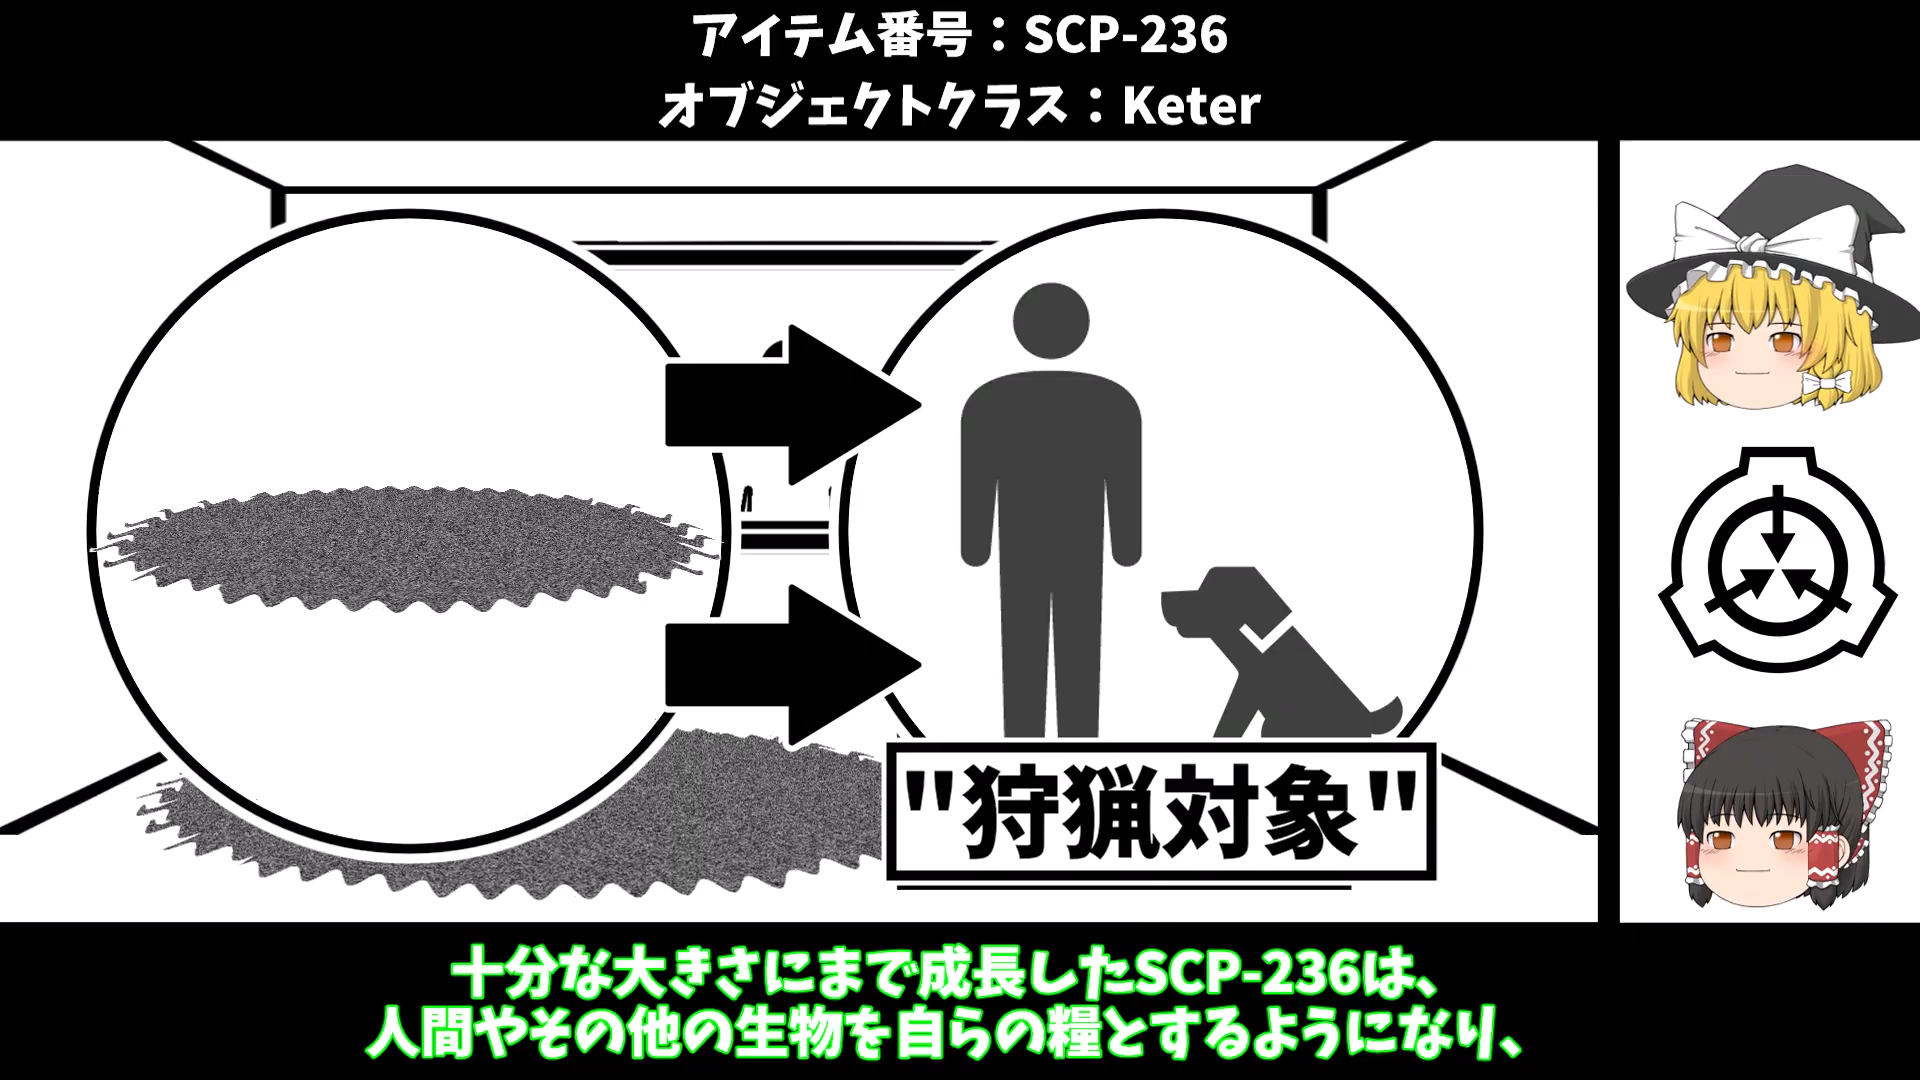 アイテム番号：SCP-236
オブジェクトクラス：Keter
"狩猟対象"
十分な大きさにまで成長したSCP-236は、
人間やその他の生物を自らの糧とするようになり、